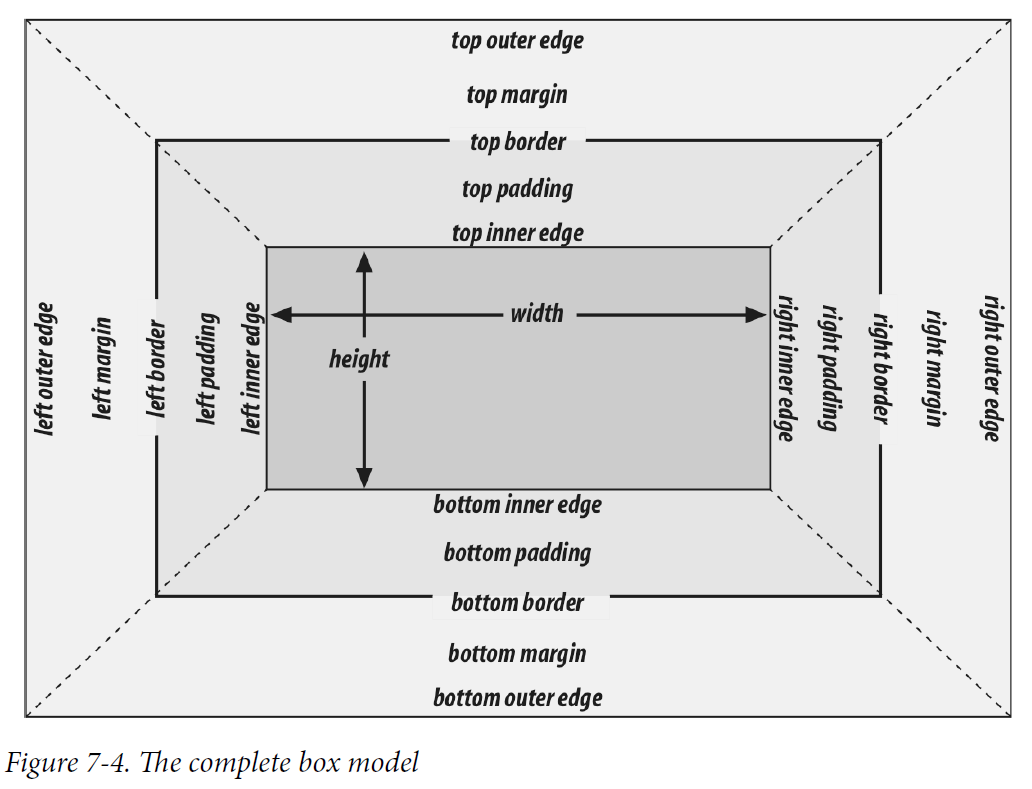 top outer edge
top margin
top border
top padding
top inner edge
left outer edge
left margin
left border
left padding
left inner edge
width
height
right inner edge
right padding
right border
right margin
right outer edge
bottom inner edge
bottom padding
bottom border
bottom margin
bottom outer edge
Figure 7-4. The complete box model